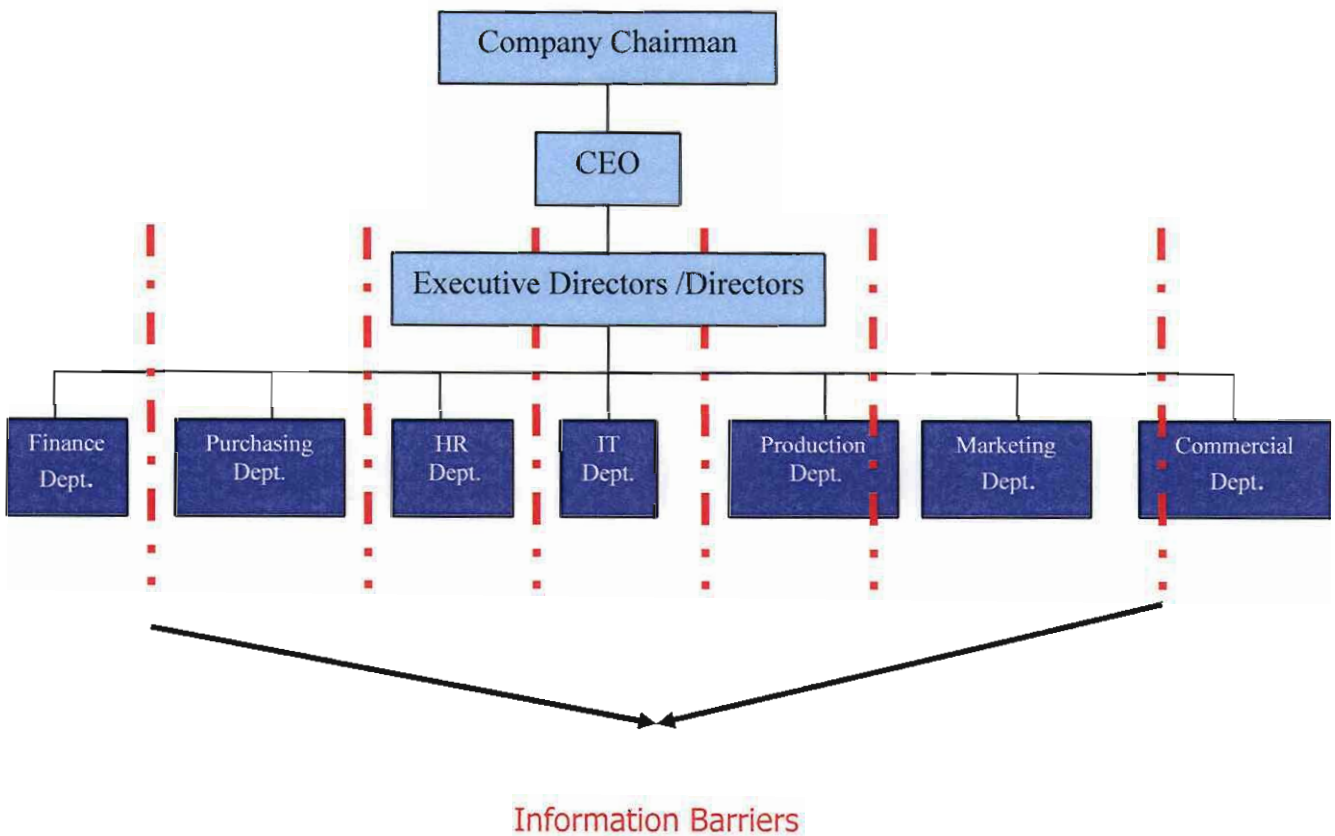 Company Chairman
CEO
Executive Directors /Directors
Finance
Dept.
Purchasing
Dept.
HR
Dept.
IT
Dept.
Production
Dept.
Marketing
Dept.
Commercial
Dept.
Information Barriers